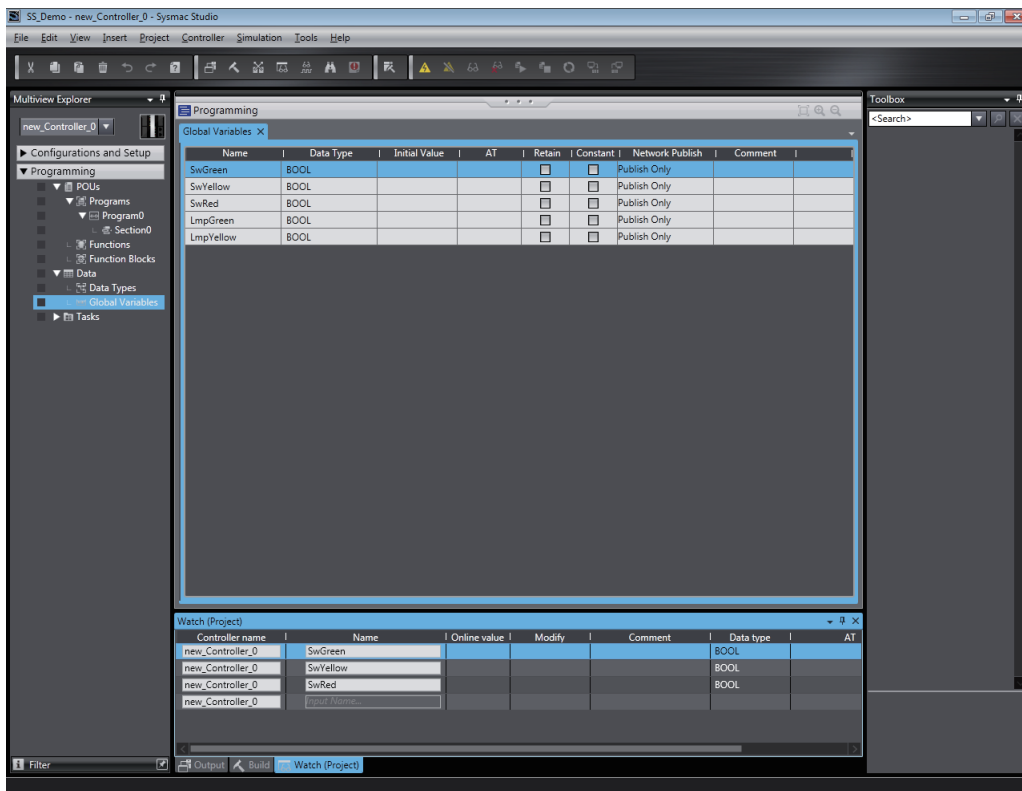 SS_Demo - new_Controller_0 - Sysmac Studio
File Edit View Insert Project Controller Simulation Tools Help
Multiview Explorer
new_Controller_0
Configurations and Setup
Programming
POUs
Programs
Program0
Section0
Functions
Function Blocks
Data
Data Types
Global Variables
Tasks
Filter
Programming
Global Variables
Name Data Type Initial Value AT Retain Constant Network Publish Comment
SwGreen BOOL Publish Only
SwYellow BOOL Publish Only
SwRed BOOL Publish Only
LmpGreen BOOL Publish Only
LmpYellow BOOL Publish Only
Watch (Project)
Controller name Name Online value Modify Comment Data type AT
new_Controller_0 SwGreen BOOL
new_Controller_0 SwYellow BOOL
new_Controller_0 SwRed BOOL
new_Controller_0 Input Name...
Output Build Watch (Project)
Toolbox
<Search>